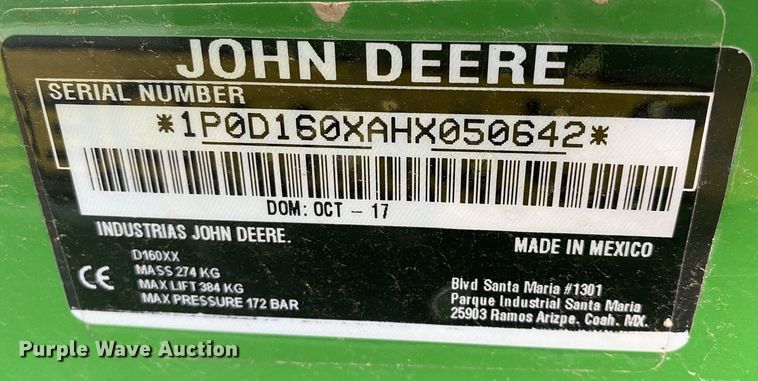 JOHN DEERE
SERIAL NUMBER
*1P0D160XAHX050642*
DOM: OCT - 17
INDUSTRIAS JOHN DEERE.
MADE IN MEXICO
D160XX
MASS 274 KG
MAX LIFT 384 KG
MAX PRESSURE 172 BAR
CE
Blvd Santa Maria #1301
Parque Industrial Santa Maria
25903 Ramos Arizpe. Coah. MX.
Purple Wave Auction